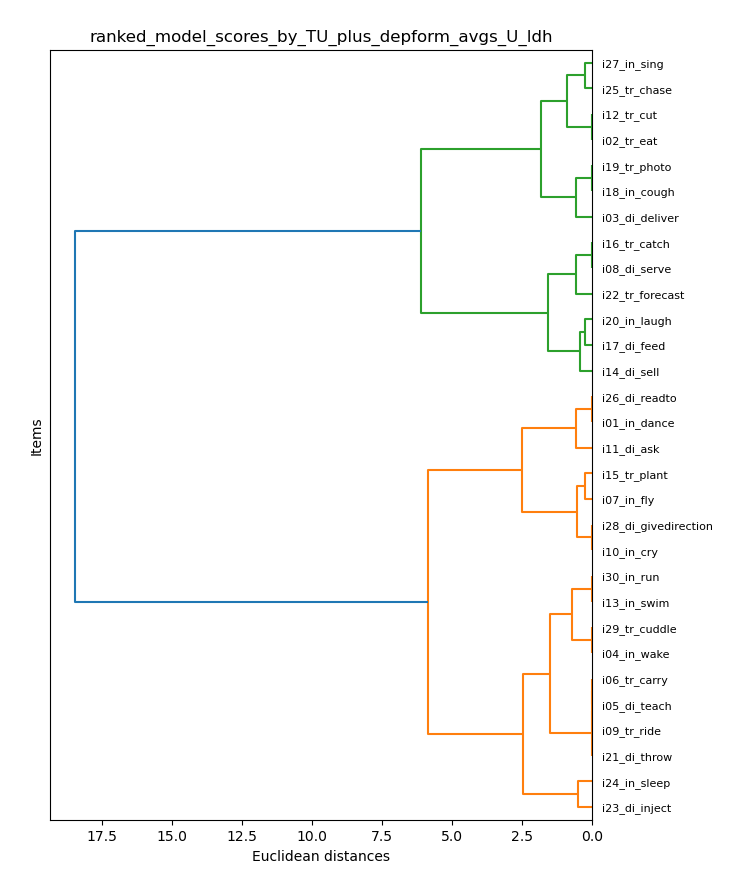 ranked_model_scores_by_TU_plus_depform_avgs_U_ldh
i27_in_sing
i25_tr_chase
i12_tr_cut
i02_tr_eat
i19_tr_photo
i18_in_cough
i03_di_deliver
i16_tr_catch
i08_di_serve
i22_tr_forecast
i20_in_laugh
i17_di_feed
i14_di_sell
i26_di_readto
i01_in_dance
i11_di_ask
i15_tr_plant
i07_in_fly
i28_di_givedirection
i10_in_cry
i30_in_run
i13_in_swim
i29_tr_cuddle
i04_in_wake
i06_tr_carry
i05_di_teach
i09_tr_ride
i21_di_throw
i24_in_sleep
i23_di_inject
Items
17.5 15.0 12.5 10.0 7.5 5.0 2.5 0.0
Euclidean distances